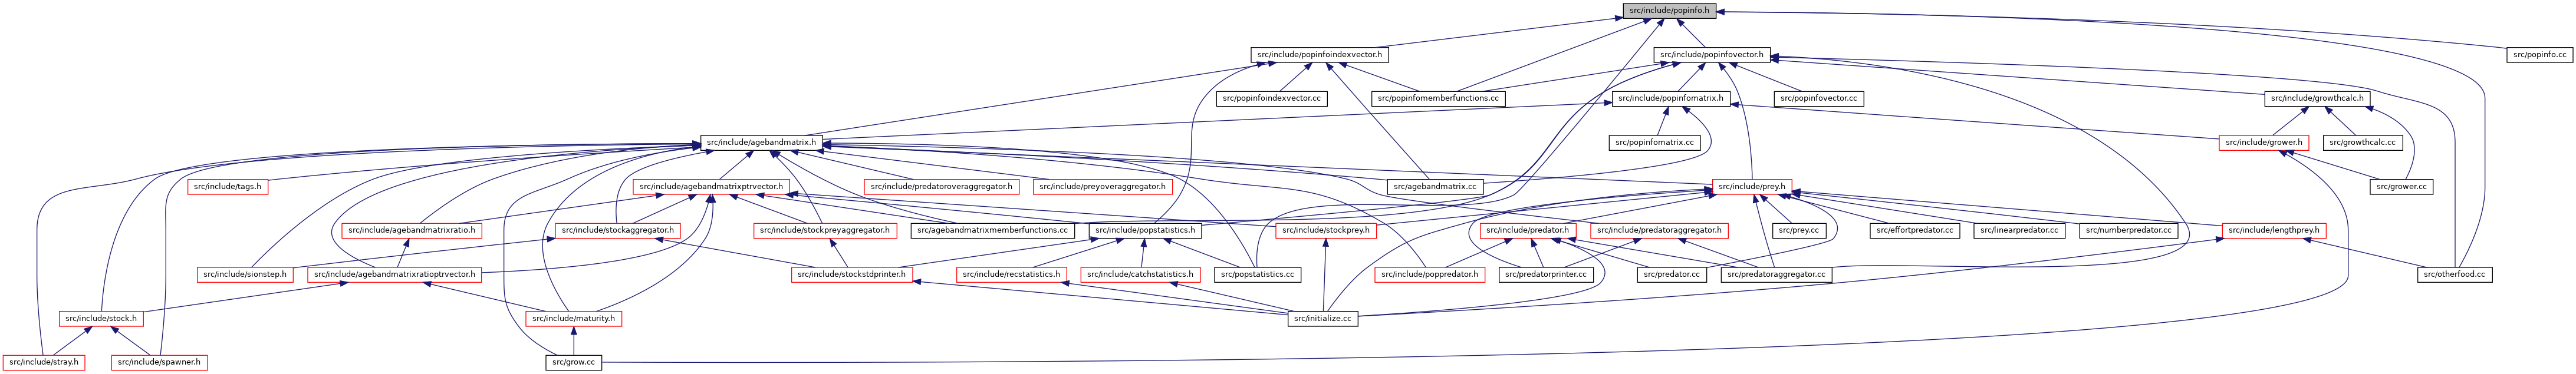 src/include/popinfo.h
src/include/popinfoindexvector.h
src/include/popinfovector.h
src/popinfo.cc
src/popinfoindexvector.cc
src/popinfomemberfunctions.cc
src/include/popinfomatrix.h
src/popinfovector.cc
src/include/growthcalc.h
src/include/agebandmatrix.h
src/popinfomatrix.cc
src/include/grower.h
src/growthcalc.cc
src/include/tags.h
src/include/agebandmatrixptrvector.h
src/include/predatoroveraggregator.h
src/include/preyoveraggregator.h
src/agebandmatrix.cc
src/include/prey.h
src/grower.cc
src/include/agebandmatrixratio.h
src/include/stockaggregator.h
src/include/stockpreyaggregator.h
src/agebandmatrixmemberfunctions.cc
src/include/popstatistics.h
src/include/stockprey.h
src/include/predator.h
src/include/predatoraggregator.h
src/prey.cc
src/effortpredator.cc
src/linearpredator.cc
src/numberpredator.cc
src/include/lengthprey.h
src/include/sionstep.h
src/include/agebandmatrixratioptrvector.h
src/include/stockstdprinter.h
src/include/recstatistics.h
src/include/catchstatistics.h
src/popstatistics.cc
src/include/poppredator.h
src/predatorprinter.cc
src/predator.cc
src/predatoraggregator.cc
src/otherfood.cc
src/include/stock.h
src/include/maturity.h
src/initialize.cc
src/include/stray.h
src/include/spawner.h
src/grow.cc